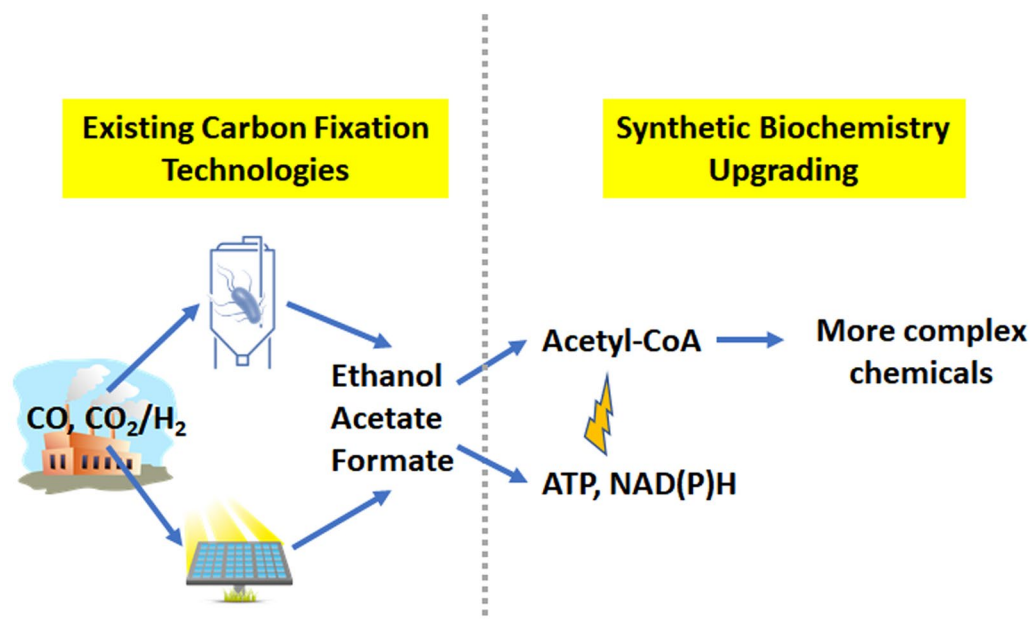 Existing Carbon Fixation
Technologies
Synthetic Biochemistry
Upgrading
CO, CO₂/H₂
Ethanol
Acetate
Formate
Acetyl-CoA
ATP, NAD(P)H
More complex
chemicals